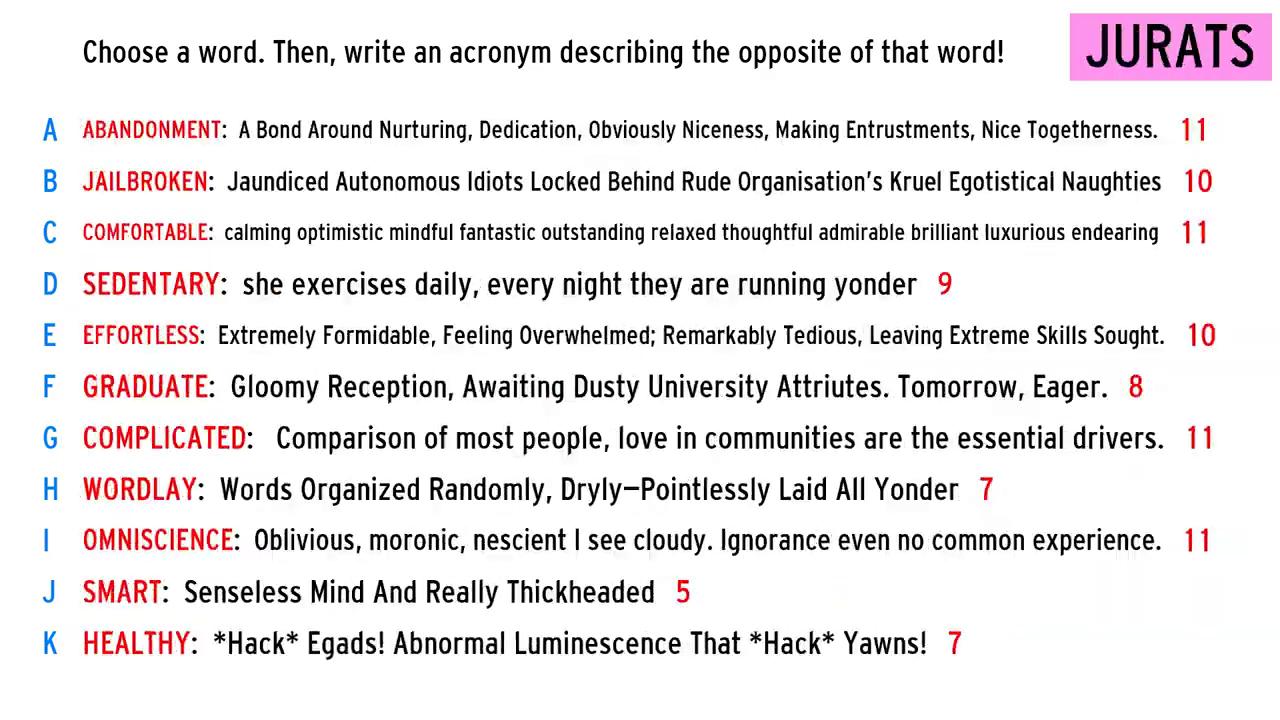 Choose a word. Then, write an acronym describing the opposite of that word!
JURATS
A ABANDONMENT: A Bond Around Nurturing, Dedication, Obviously Niceness, Making Entrustments, Nice Togetherness. 11
B JAILBROKEN: Jaundiced Autonomous Idiots Locked Behind Rude Organisation's Kruel Egotistical Naughties 10
C COMFORTABLE: calming optimistic mindful fantastic outstanding relaxed thoughtful admirable brilliant luxurious endearing 11
D SEDENTARY: she exercises daily, every night they are running yonder 9
E EFFORTLESS: Extremely Formidable, Feeling Overwhelmed; Remarkably Tedious, Leaving Extreme Skills Sought. 10
F GRADUATE: Gloomy Reception, Awaiting Dusty University Attriutes. Tomorrow, Eager. 8
G COMPLICATED: Comparison of most people, love in communities are the essential drivers. 11
H WORDLAY: Words Organized Randomly, Dryly—Pointlessly Laid All Yonder 7
I OMNISCIENCE: Oblivious, moronic, nescient I see cloudy. Ignorance even no common experience. 11
J SMART: Senseless Mind And Really Thickheaded 5
K HEALTHY: *Hack* Egads! Abnormal Luminescence That *Hack* Yawns! 7